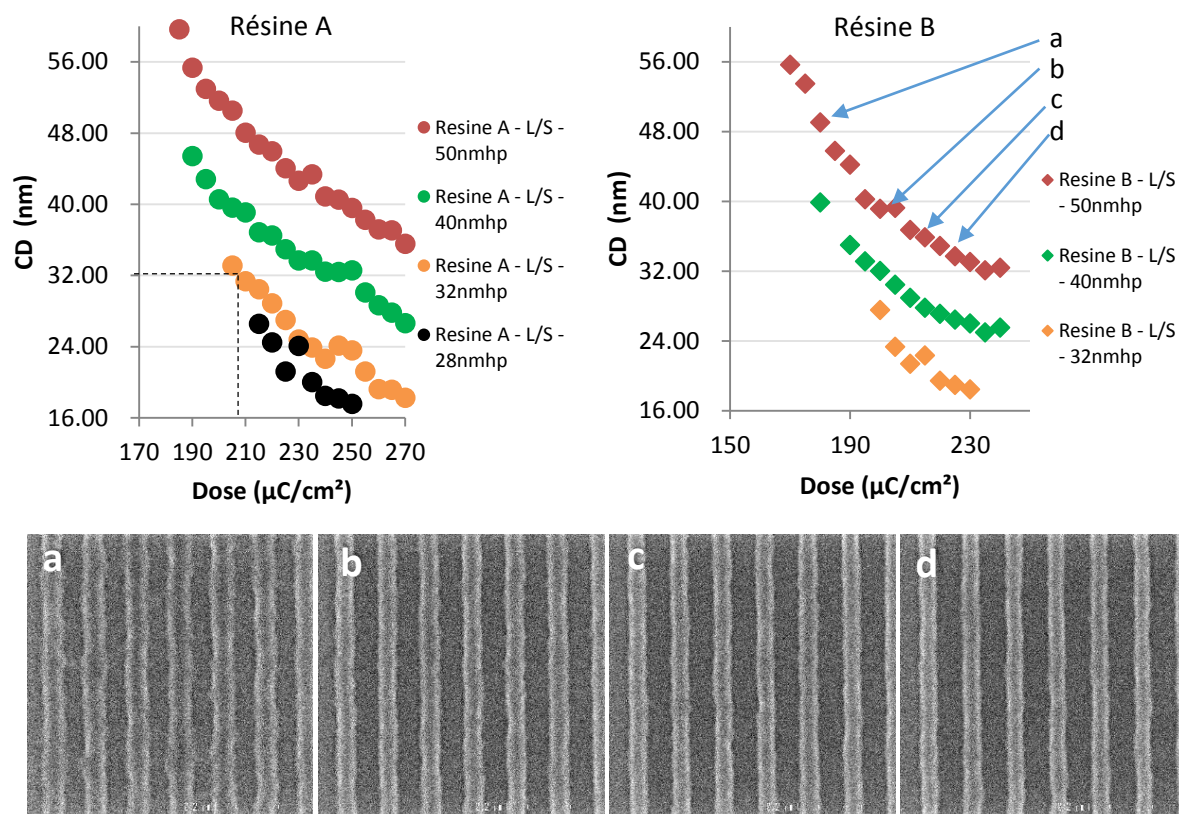 Résine A
CD (nm)
56.00
48.00
40.00
32.00
24.00
16.00
170 190 210 230 250 270
Dose (µC/cm²)
Resine A - L/S -
50nmhp
Resine A - L/S -
40nmhp
Resine A - L/S -
32nmhp
Resine A - L/S -
28nmhp
Résine B
CD (nm)
56.00
48.00
40.00
32.00
24.00
16.00
150 190 230
Dose (µC/cm²)
a
b
c
d
Resine B - L/S
- 50nmhp
Resine B - L/S
- 40nmhp
Resine B - L/S
- 32nmhp
a
b
c
d